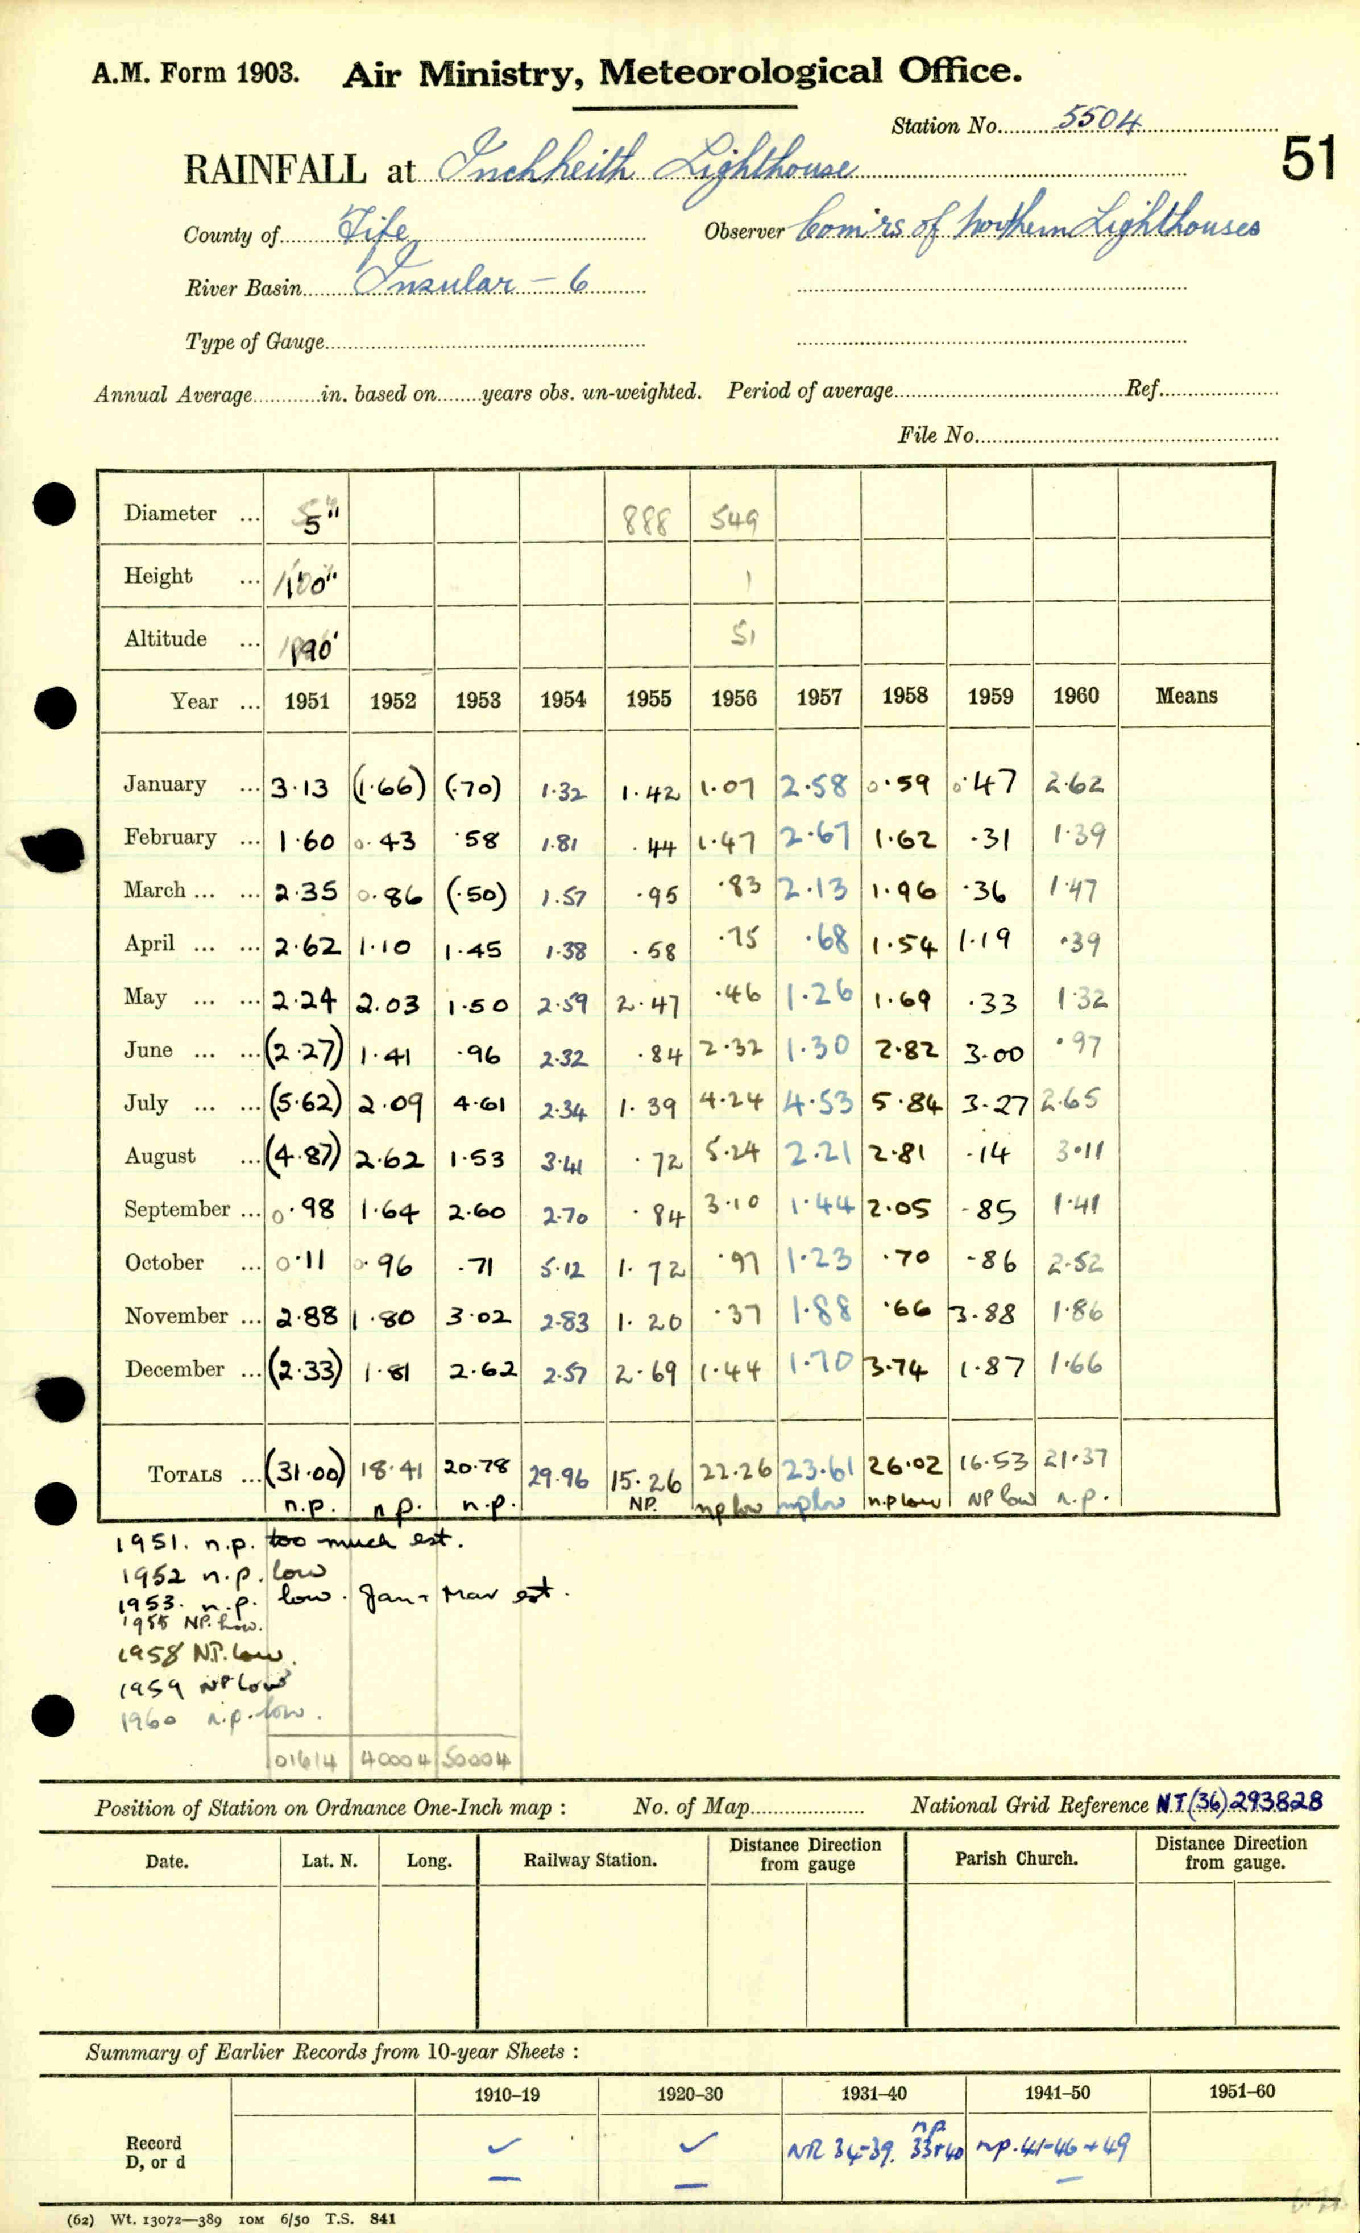 A.M. Form 1903. Air Ministry, Meteorological Office.
Station No. 5504
51
RAINFALL at Inchkeith Lighthouse
County of Fife Observer Com'rs of Northern Lighthouses
River Basin Insular - 6
Type of Gauge
Annual Average in. based on years obs. un-weighted. Period of average Ref.
File No.
Diameter ... 5" 888 549
Height ... 1'0" 1
Altitude ... 190' 51
Year ... 1951 1952 1953 1954 1955 1956 1957 1958 1959 1960 Means
January ... 3.13 (1.66) (.70) 1.32 1.42 1.07 2.58 0.59 0.47 2.62
February ... 1.60 0.43 .58 1.81 .44 1.47 2.67 1.62 .31 1.39
March ... ... 2.35 0.86 (.50) 1.57 .95 .83 2.13 1.96 .36 1.47
April ... ... 2.62 1.10 1.45 1.38 .58 .75 .68 1.54 1.19 .39
May ... ... 2.24 2.03 1.50 2.59 2.47 .46 1.26 1.69 .33 1.32
June ... ... (2.27) 1.41 .96 2.32 .84 2.32 1.30 2.82 3.00 .97
July ... ... (5.62) 2.09 4.61 2.34 1.39 4.24 4.53 5.84 3.27 2.65
August ... (4.87) 2.62 1.53 3.41 .72 5.24 2.21 2.81 .14 3.11
September ... 0.98 1.64 2.60 2.70 .84 3.10 1.44 2.05 .85 1.41
October ... 0.11 0.96 .71 5.12 1.72 .97 1.23 .70 .86 2.52
November ... 2.88 1.80 3.02 2.83 1.20 .37 1.88 .66 3.88 1.86
December ... (2.33) 1.81 2.62 2.57 2.69 1.44 1.70 3.74 1.87 1.66
TOTALS ... (31.00) 18.41 20.78 29.96 15.26 22.26 23.61 26.02 16.53 21.37
n.p. n.p. n.p. NP. np low np low n.p low NP low n.p.
1951. n.p. too much est.
1952 n.p. low
1953. n.p. low. Jan + Mar est.
1955 NP. Low.
1958 N.P. low.
1959 NP Low
1960 n.p. low.
01614 40004 50004
Position of Station on Ordnance One-Inch map : No. of Map National Grid Reference N.T.(36) 293828
Date. Lat. N. Long. Railway Station. Distance Direction from gauge Parish Church. Distance Direction from gauge.
Summary of Earlier Records from 10-year Sheets :
1910–19 1920–30 1931–40 1941–50 1951–60
Record D, or d ✓ ✓ NR 34-39. np 33+40 np. 41-46 + 49
(62) Wt. 13072—389 10M 6/50 T.S. 841